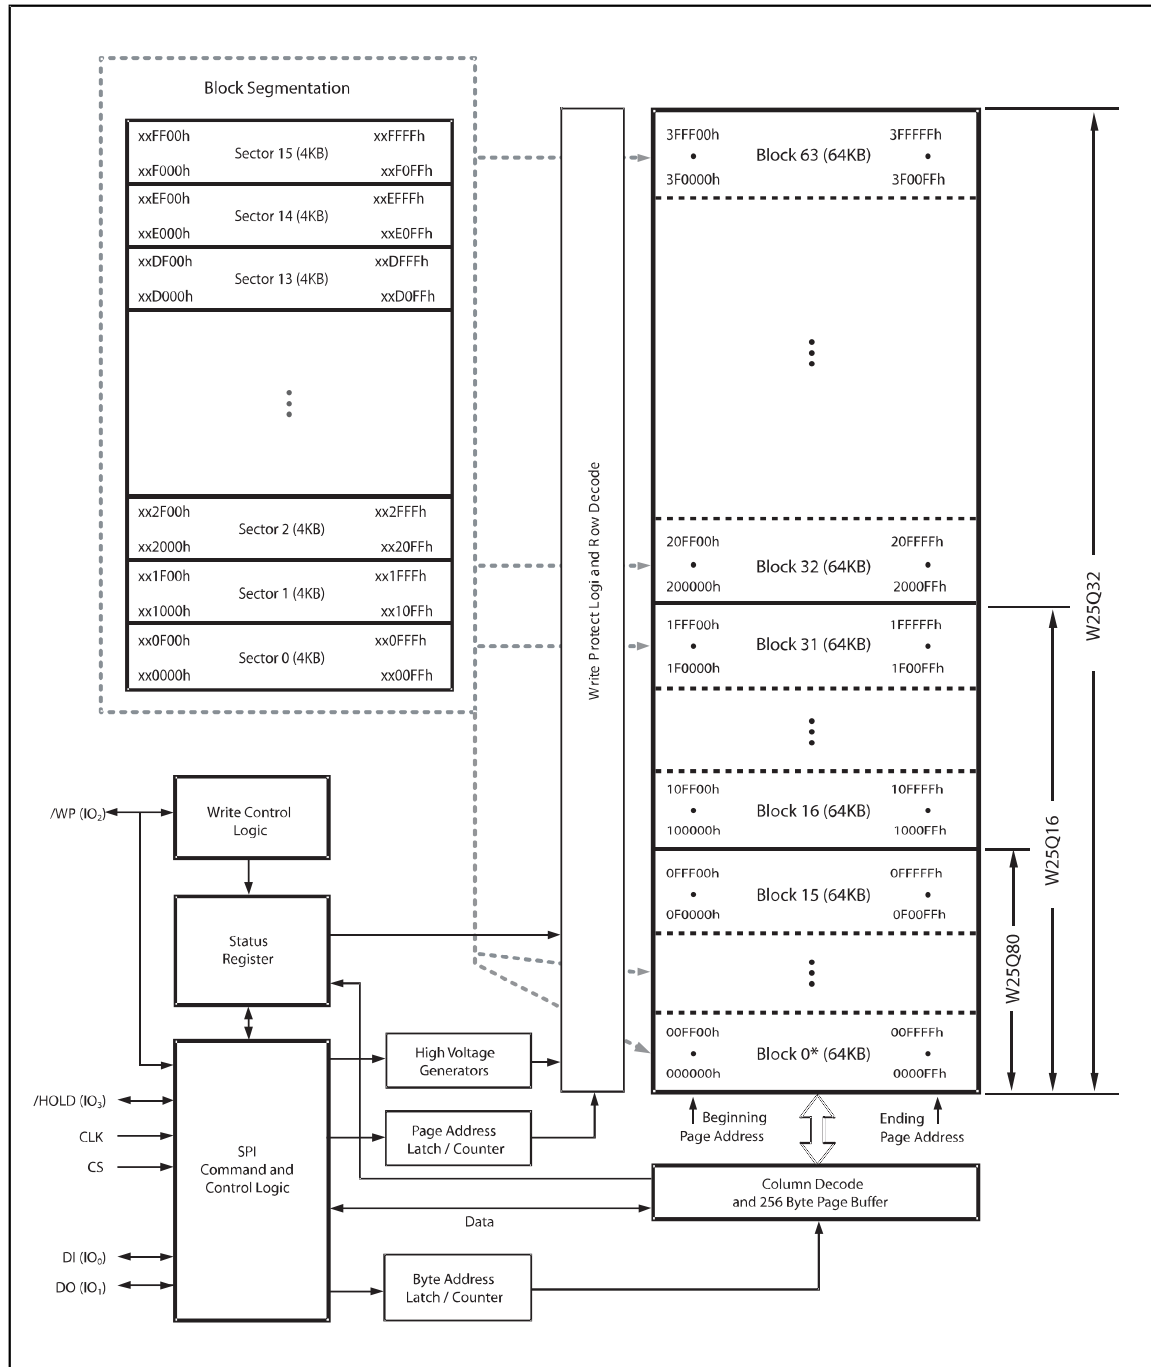 Block Segmentation
xxFF00h xxFFFFh
Sector 15 (4KB)
xxF000h xxF0FFh
xxEF00h xxEFFFh
Sector 14 (4KB)
xxE000h xxE0FFh
xxDF00h xxDFFFh
Sector 13 (4KB)
xxD000h xxD0FFh
xx2F00h xx2FFFh
Sector 2 (4KB)
xx2000h xx20FFh
xx1F00h xx1FFFh
Sector 1 (4KB)
xx1000h xx10FFh
xx0F00h xx0FFFh
Sector 0 (4KB)
xx0000h xx00FFh
Write Protect Logi and Row Decode
3FFF00h 3FFFFFh
Block 63 (64KB)
3F0000h 3F00FFh
20FF00h 20FFFFh
Block 32 (64KB)
200000h 2000FFh
1FFF00h 1FFFFFh
Block 31 (64KB)
1F0000h 1F00FFh
10FF00h 10FFFFh
Block 16 (64KB)
100000h 1000FFh
0FFF00h 0FFFFFh
Block 15 (64KB)
0F0000h 0F00FFh
00FF00h 00FFFFh
Block 0* (64KB)
000000h 0000FFh
W25Q32
W25Q16
W25Q80
Beginning
Page Address
Ending
Page Address
/WP (IO₂)
Write Control
Logic
Status
Register
/HOLD (IO₃)
CLK
CS
DI (IO₀)
DO (IO₁)
SPI
Command and
Control Logic
High Voltage
Generators
Page Address
Latch / Counter
Column Decode
and 256 Byte Page Buffer
Data
Byte Address
Latch / Counter